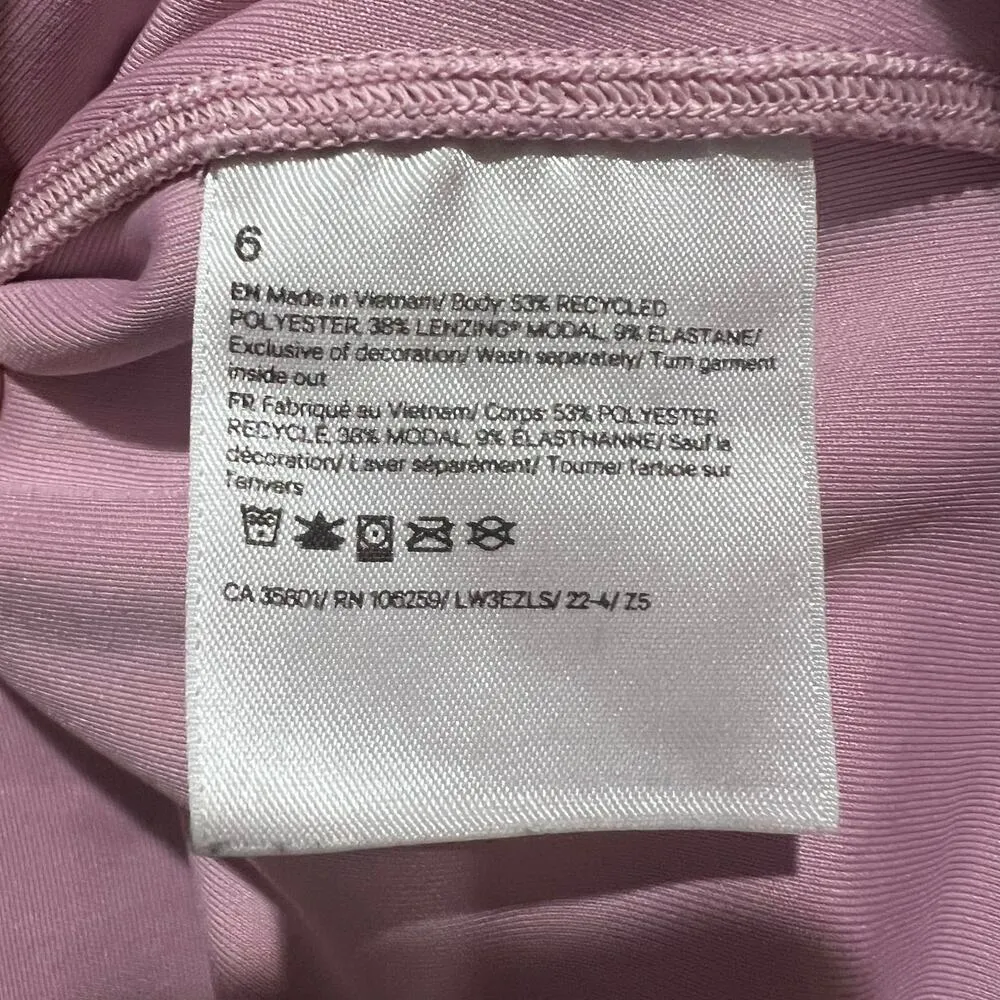 6
EN Made in Vietnam/ Body: 53% RECYCLED
POLYESTER, 38% LENZING® MODAL, 9% ELASTANE/
Exclusive of decoration/ Wash separately/ Turn garment
inside out
FR Fabriqué au Vietnam/ Corps: 53% POLYESTER
RECYCLÉ, 38% MODAL, 9% ÉLASTHANNE/ Sauf la
décoration/ Laver séparément/ Tourner l'article sur
l'envers
CA 35801/ RN 106259/ LW3EZLS/ 22-4/ Z5